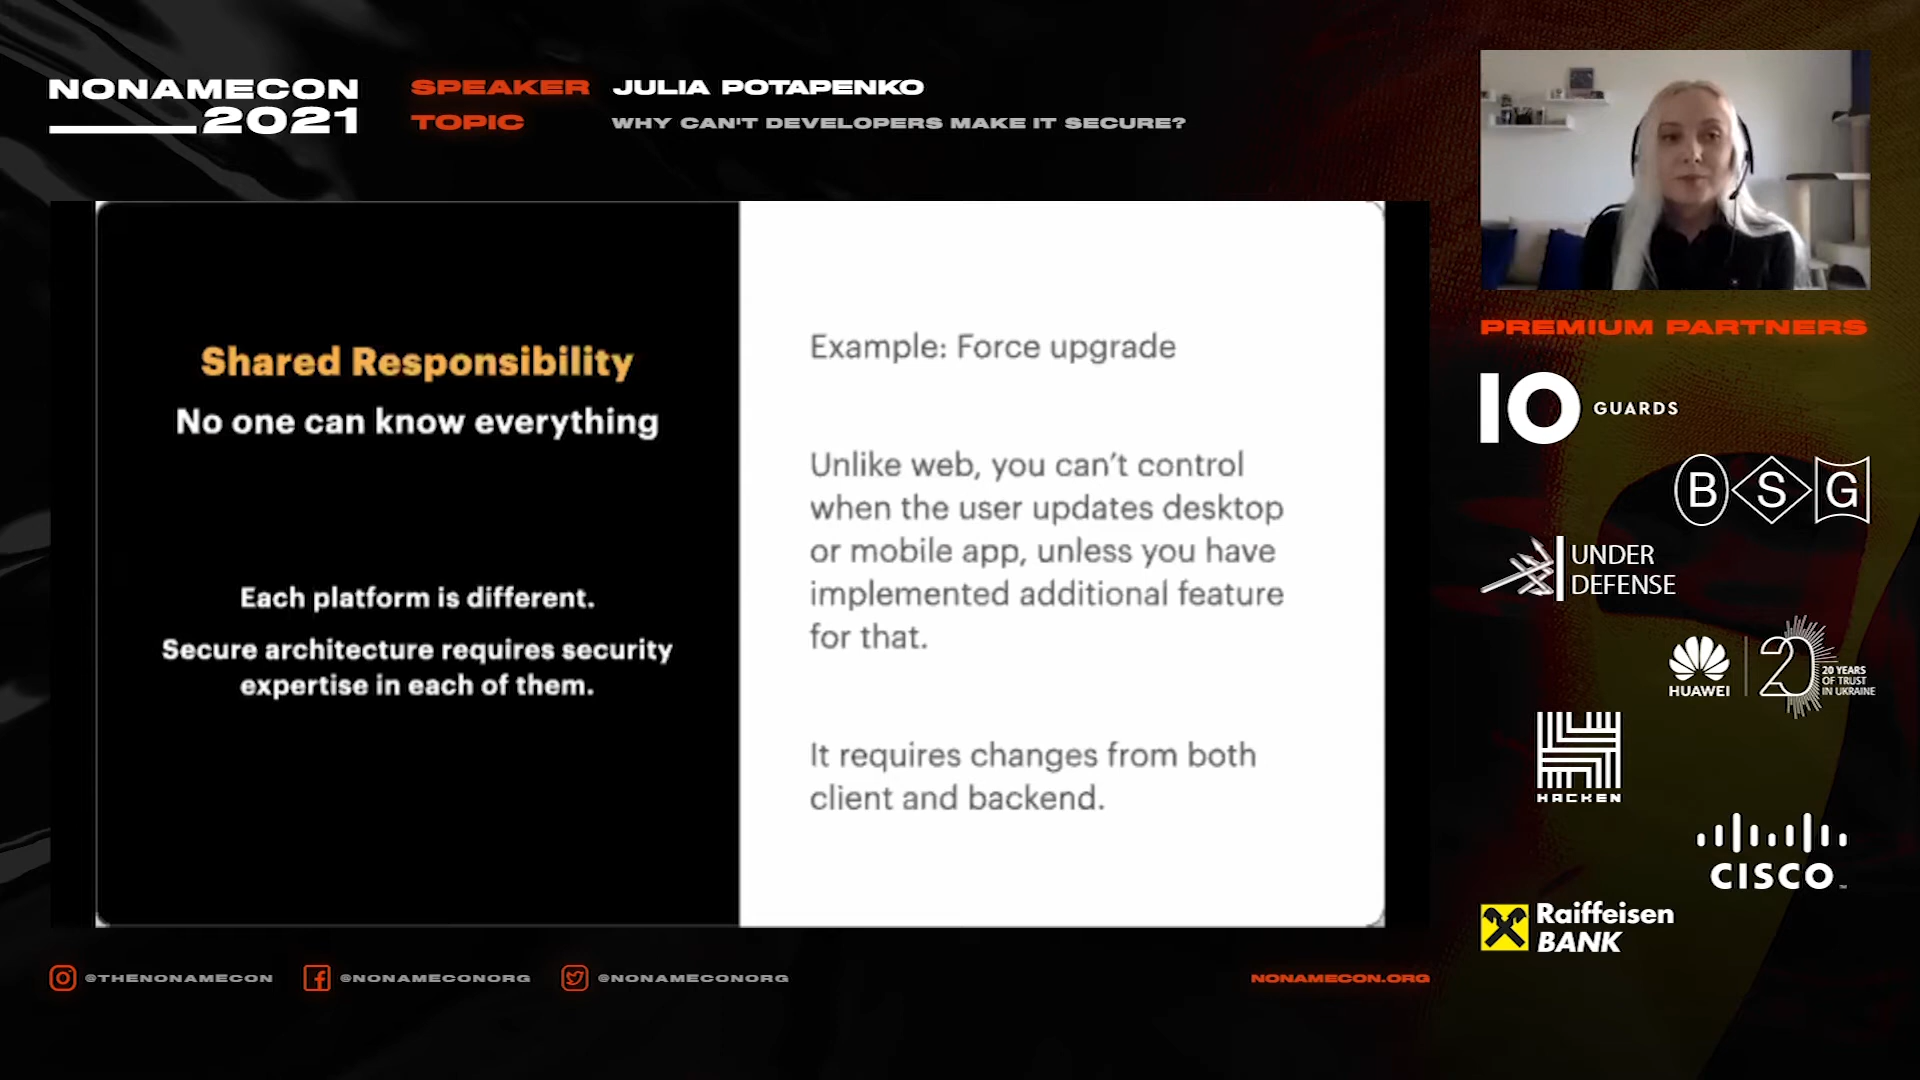 NONAMECON
2021
SPEAKER JULIA POTAPENKO
TOPIC WHY CAN'T DEVELOPERS MAKE IT SECURE?
Shared Responsibility
No one can know everything
Each platform is different.
Secure architecture requires security
expertise in each of them.
Example: Force upgrade
Unlike web, you can't control
when the user updates desktop
or mobile app, unless you have
implemented additional feature
for that.
It requires changes from both
client and backend.
PREMIUM PARTNERS
10 GUARDS
BSG
UNDER
DEFENSE
HUAWEI
20
20 YEARS
OF TRUST
IN UKRAINE
HACKEN
CISCO
Raiffeisen
BANK
@THENONAMECON @NONAMECONORG @NONAMECONORG
NONAMECON.ORG